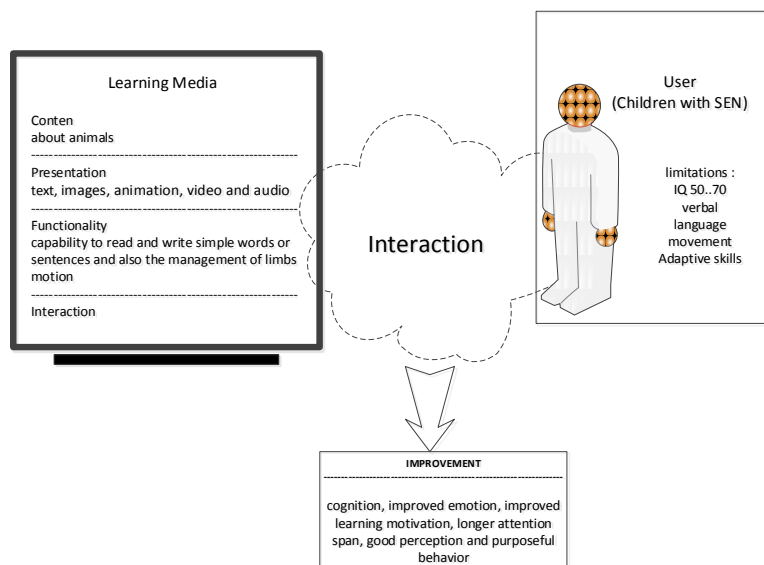 Learning Media
Conten
about animals
Presentation
text, images, animation, video and audio
Functionality
capability to read and write simple words or
sentences and also the management of limbs
motion
Interaction
Interaction
User
(Children with SEN)
limitations :
IQ 50..70
verbal
language
movement
Adaptive skills
IMPROVEMENT
cognition, improved emotion, improved
learning motivation, longer attention
span, good perception and purposeful
behavior